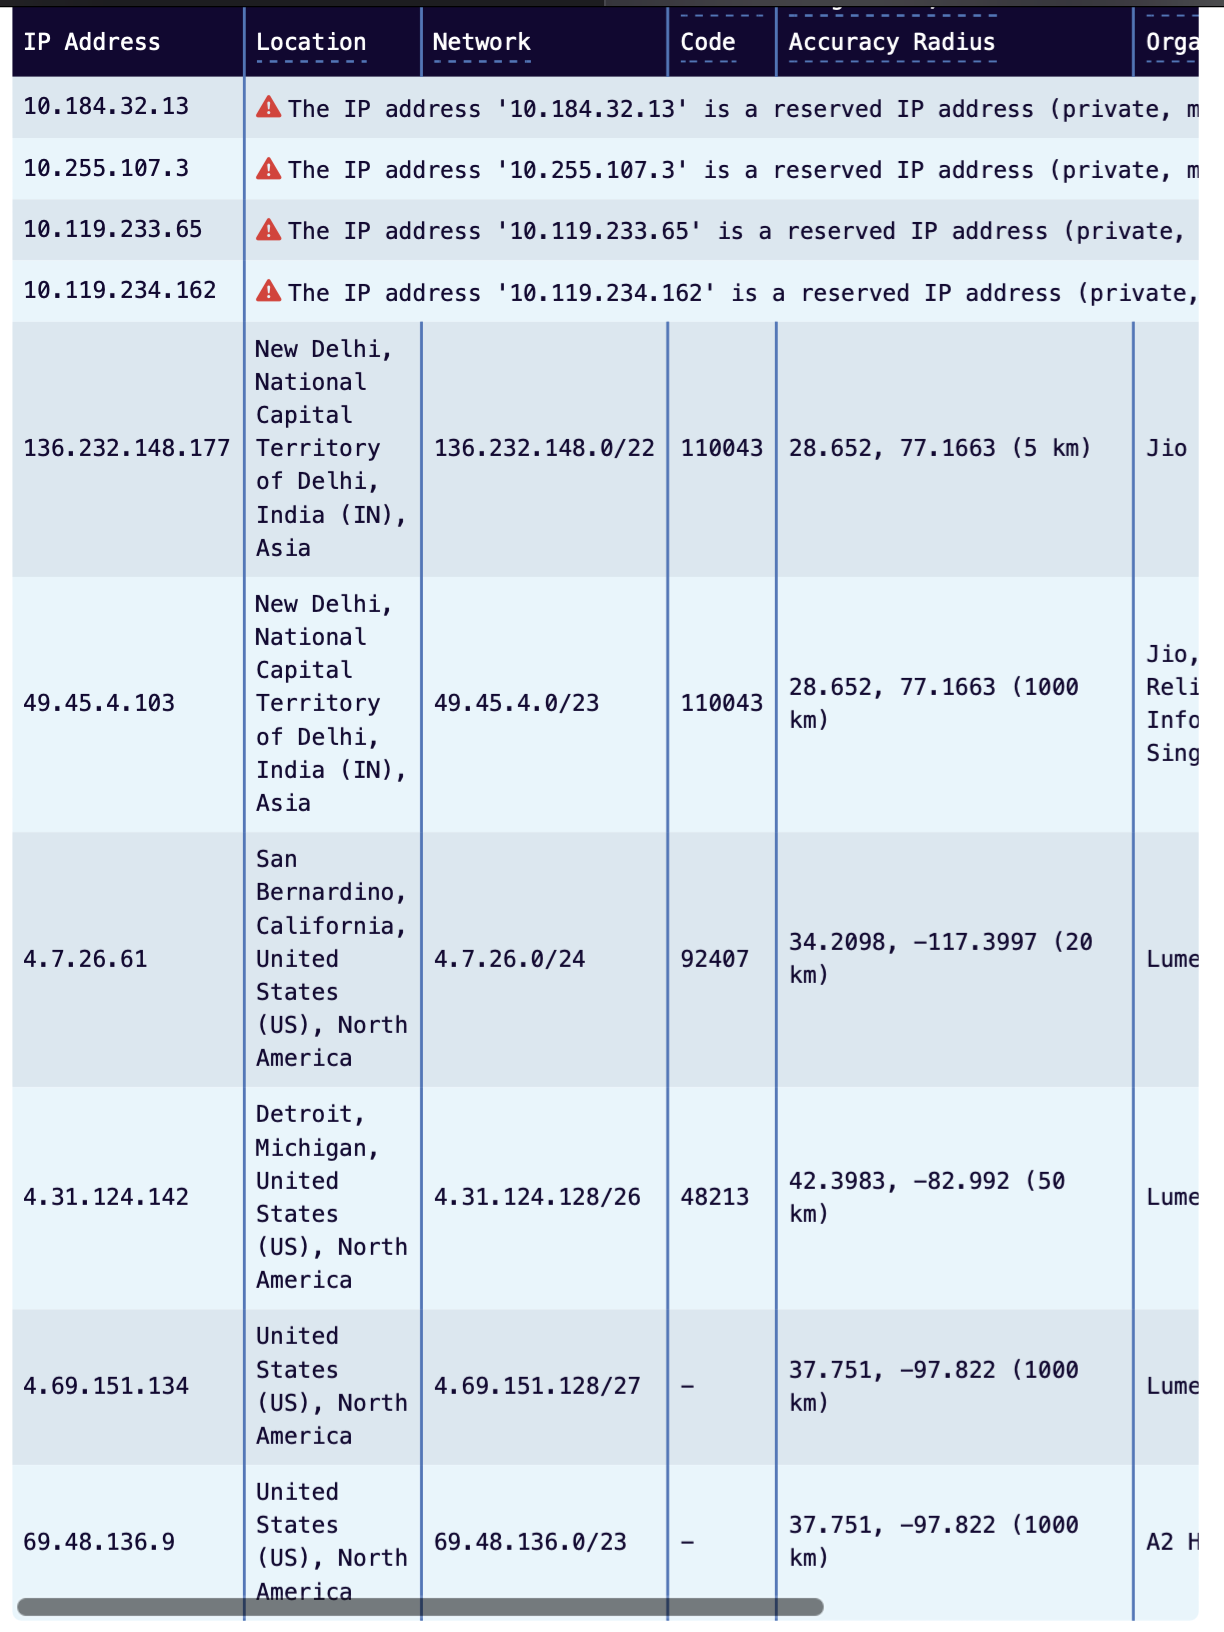 IP Address Location Network Code Accuracy Radius Orga
10.184.32.13 The IP address '10.184.32.13' is a reserved IP address (private, m
10.255.107.3 The IP address '10.255.107.3' is a reserved IP address (private, m
10.119.233.65 The IP address '10.119.233.65' is a reserved IP address (private,
10.119.234.162 The IP address '10.119.234.162' is a reserved IP address (private,
136.232.148.177
New Delhi,
National
Capital
Territory
of Delhi,
India (IN),
Asia
136.232.148.0/22
110043
28.652, 77.1663 (5 km)
Jio
49.45.4.103
New Delhi,
National
Capital
Territory
of Delhi,
India (IN),
Asia
49.45.4.0/23
110043
28.652, 77.1663 (1000
km)
Jio,
Reli
Info
Sing
4.7.26.61
San
Bernardino,
California,
United
States
(US), North
America
4.7.26.0/24
92407
34.2098, -117.3997 (20
km)
Lume
4.31.124.142
Detroit,
Michigan,
United
States
(US), North
America
4.31.124.128/26
48213
42.3983, -82.992 (50
km)
Lume
4.69.151.134
United
States
(US), North
America
4.69.151.128/27
–
37.751, -97.822 (1000
km)
Lume
69.48.136.9
United
States
(US), North
America
69.48.136.0/23
–
37.751, -97.822 (1000
km)
A2 H